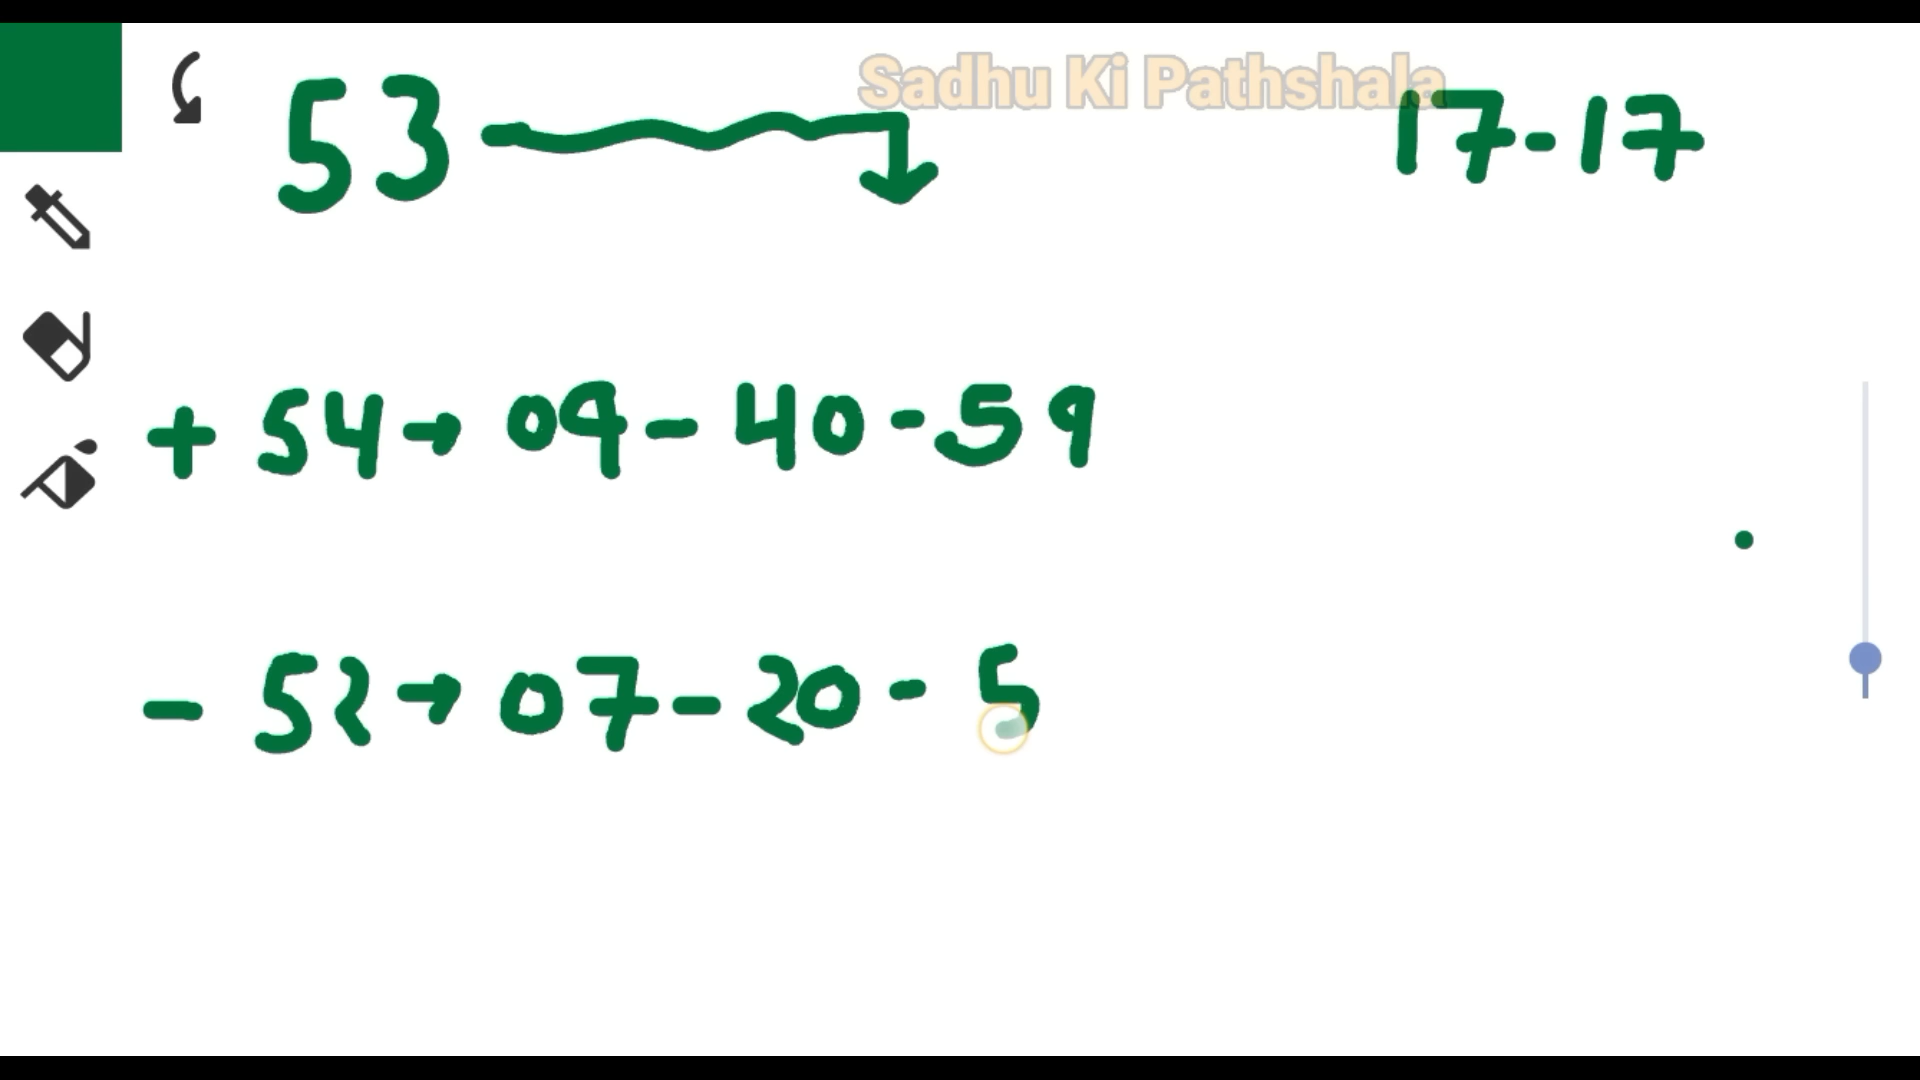 Sadhu Ki Pathshala
53 → 17-17
+ 54 → 09-40-59
- 52 → 07-20-5